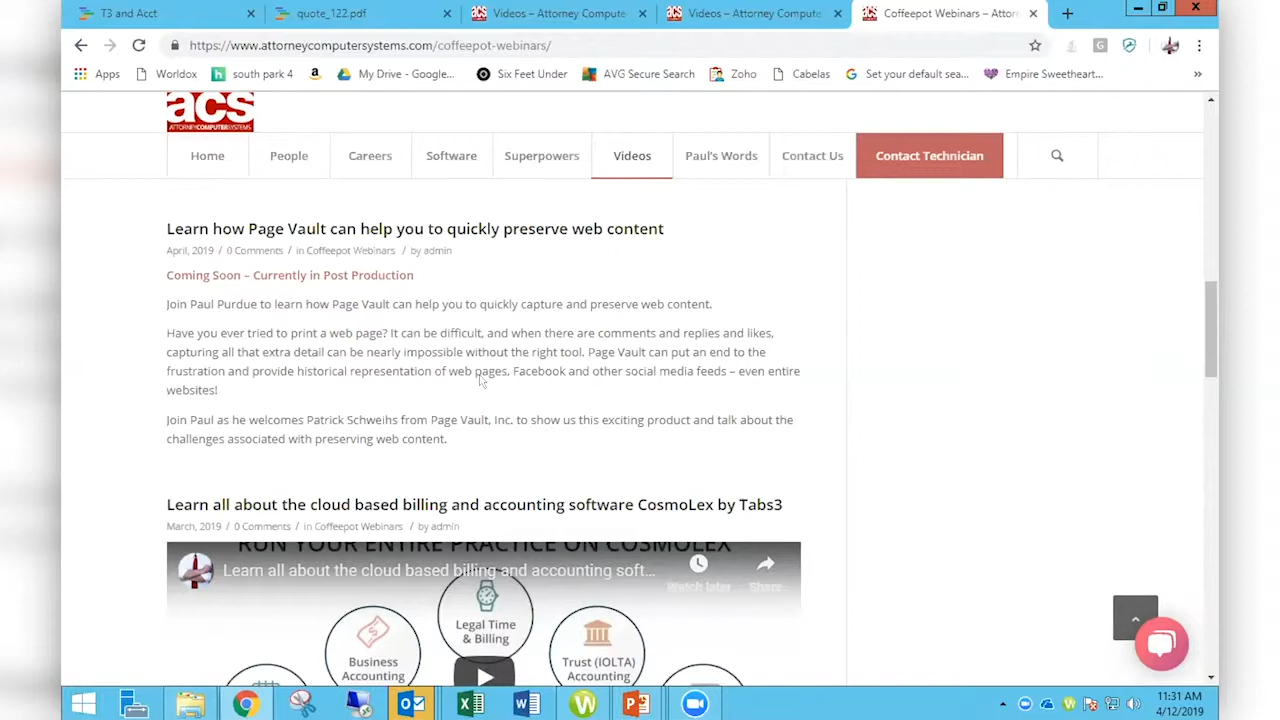 T3 and Acct
quote_122.pdf
Videos – Attorney Compute
Videos – Attorney Compute
Coffeepot Webinars – Attor
https://www.attorneycomputersystems.com/coffeepot-webinars/
Apps
Worldox
south park 4
My Drive - Google...
Six Feet Under
AVG Secure Search
Zoho
Cabelas
Set your default sea...
Empire Sweetheart...
»
acs
ATTORNEYCOMPUTERSYSTEMS
Home
People
Careers
Software
Superpowers
Videos
Paul's Words
Contact Us
Contact Technician
Learn how Page Vault can help you to quickly preserve web content
April, 2019 / 0 Comments / in Coffeepot Webinars / by admin
Coming Soon – Currently in Post Production
Join Paul Purdue to learn how Page Vault can help you to quickly capture and preserve web content.
Have you ever tried to print a web page? It can be difficult, and when there are comments and replies and likes,
capturing all that extra detail can be nearly impossible without the right tool. Page Vault can put an end to the
frustration and provide historical representation of web pages, Facebook and other social media feeds – even entire
websites!
Join Paul as he welcomes Patrick Schweihs from Page Vault, Inc. to show us this exciting product and talk about the
challenges associated with preserving web content.
Learn all about the cloud based billing and accounting software CosmoLex by Tabs3
March, 2019 / 0 Comments / in Coffeepot Webinars / by admin
RUN YOUR ENTIRE PRACTICE ON COSMOLEX
Learn all about the cloud based billing and accounting soft...
Watch later
Share
Legal Time
& Billing
Business
Accounting
Trust (IOLTA)
Accounting
11:31 AM
4/12/2019